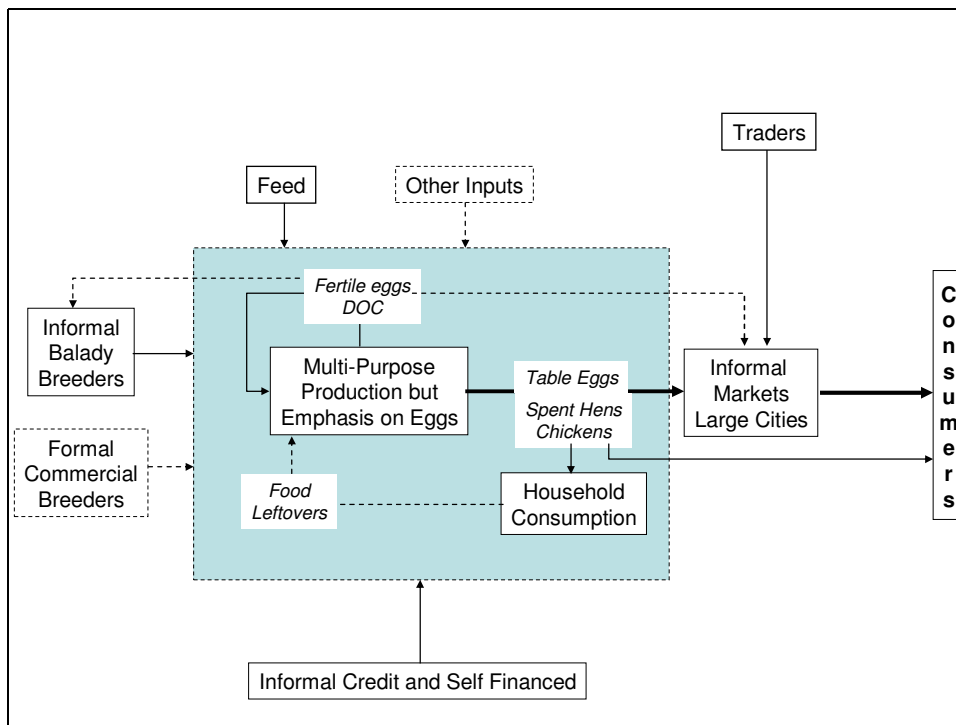 Traders
Feed
Other Inputs
Fertile eggs
DOC
Informal
Balady
Breeders
Multi-Purpose
Production but
Emphasis on Eggs
Table Eggs
Spent Hens
Chickens
Informal
Markets
Large Cities
Consumers
Formal
Commercial
Breeders
Food
Leftovers
Household
Consumption
Informal Credit and Self Financed